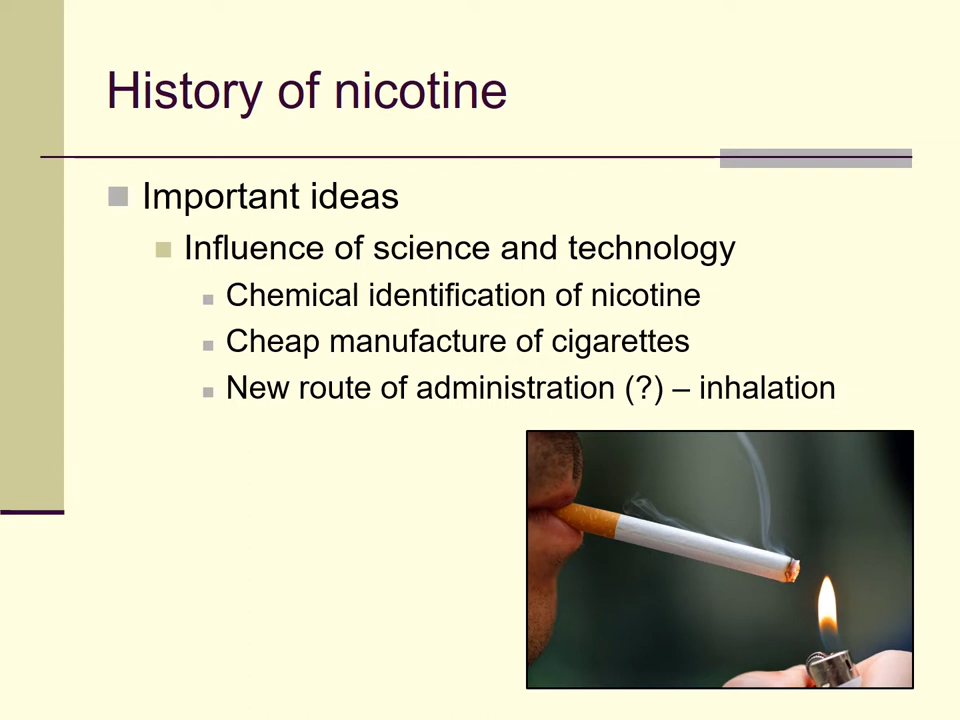 History of nicotine
Important ideas
Influence of science and technology
Chemical identification of nicotine
Cheap manufacture of cigarettes
New route of administration (?) – inhalation